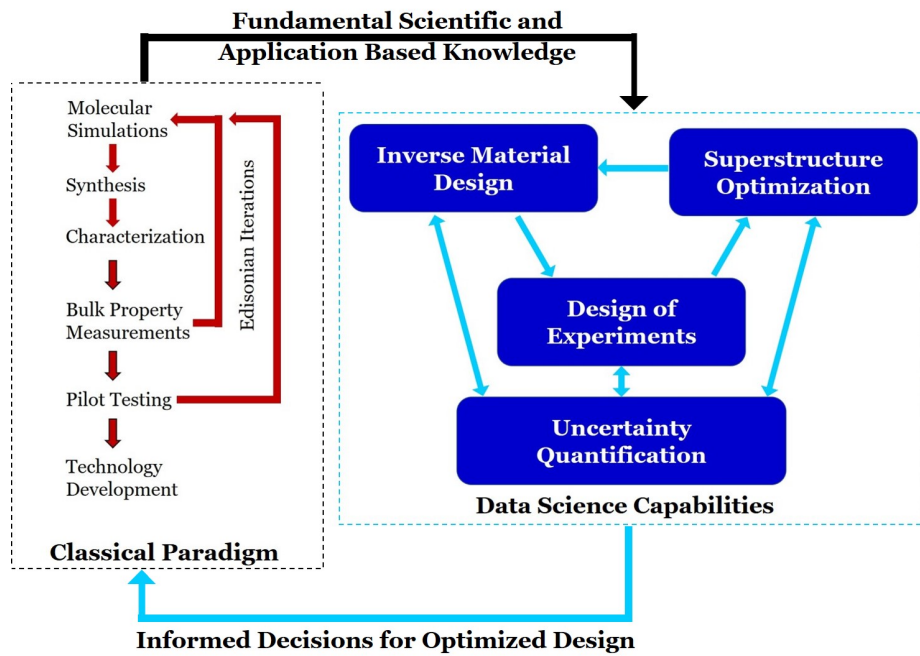 Fundamental Scientific and
Application Based Knowledge
Molecular
Simulations
Synthesis
Characterization
Bulk Property
Measurements
Pilot Testing
Technology
Development
Edisonian Iterations
Classical Paradigm
Inverse Material
Design
Superstructure
Optimization
Design of
Experiments
Uncertainty
Quantification
Data Science Capabilities
Informed Decisions for Optimized Design